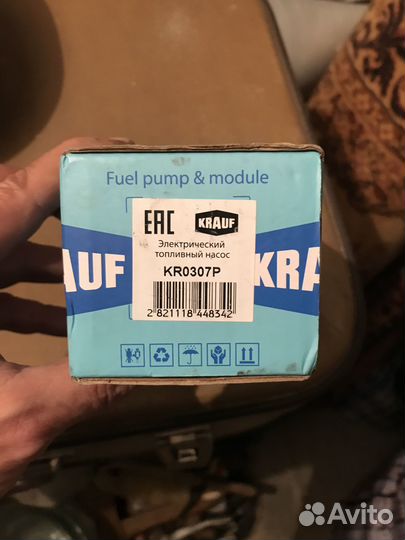 Fuel pump & module
EAC
KRAUF
Электрический
топливный насос
KR0307P
2 821118 448342
AUF
KRA
Avito